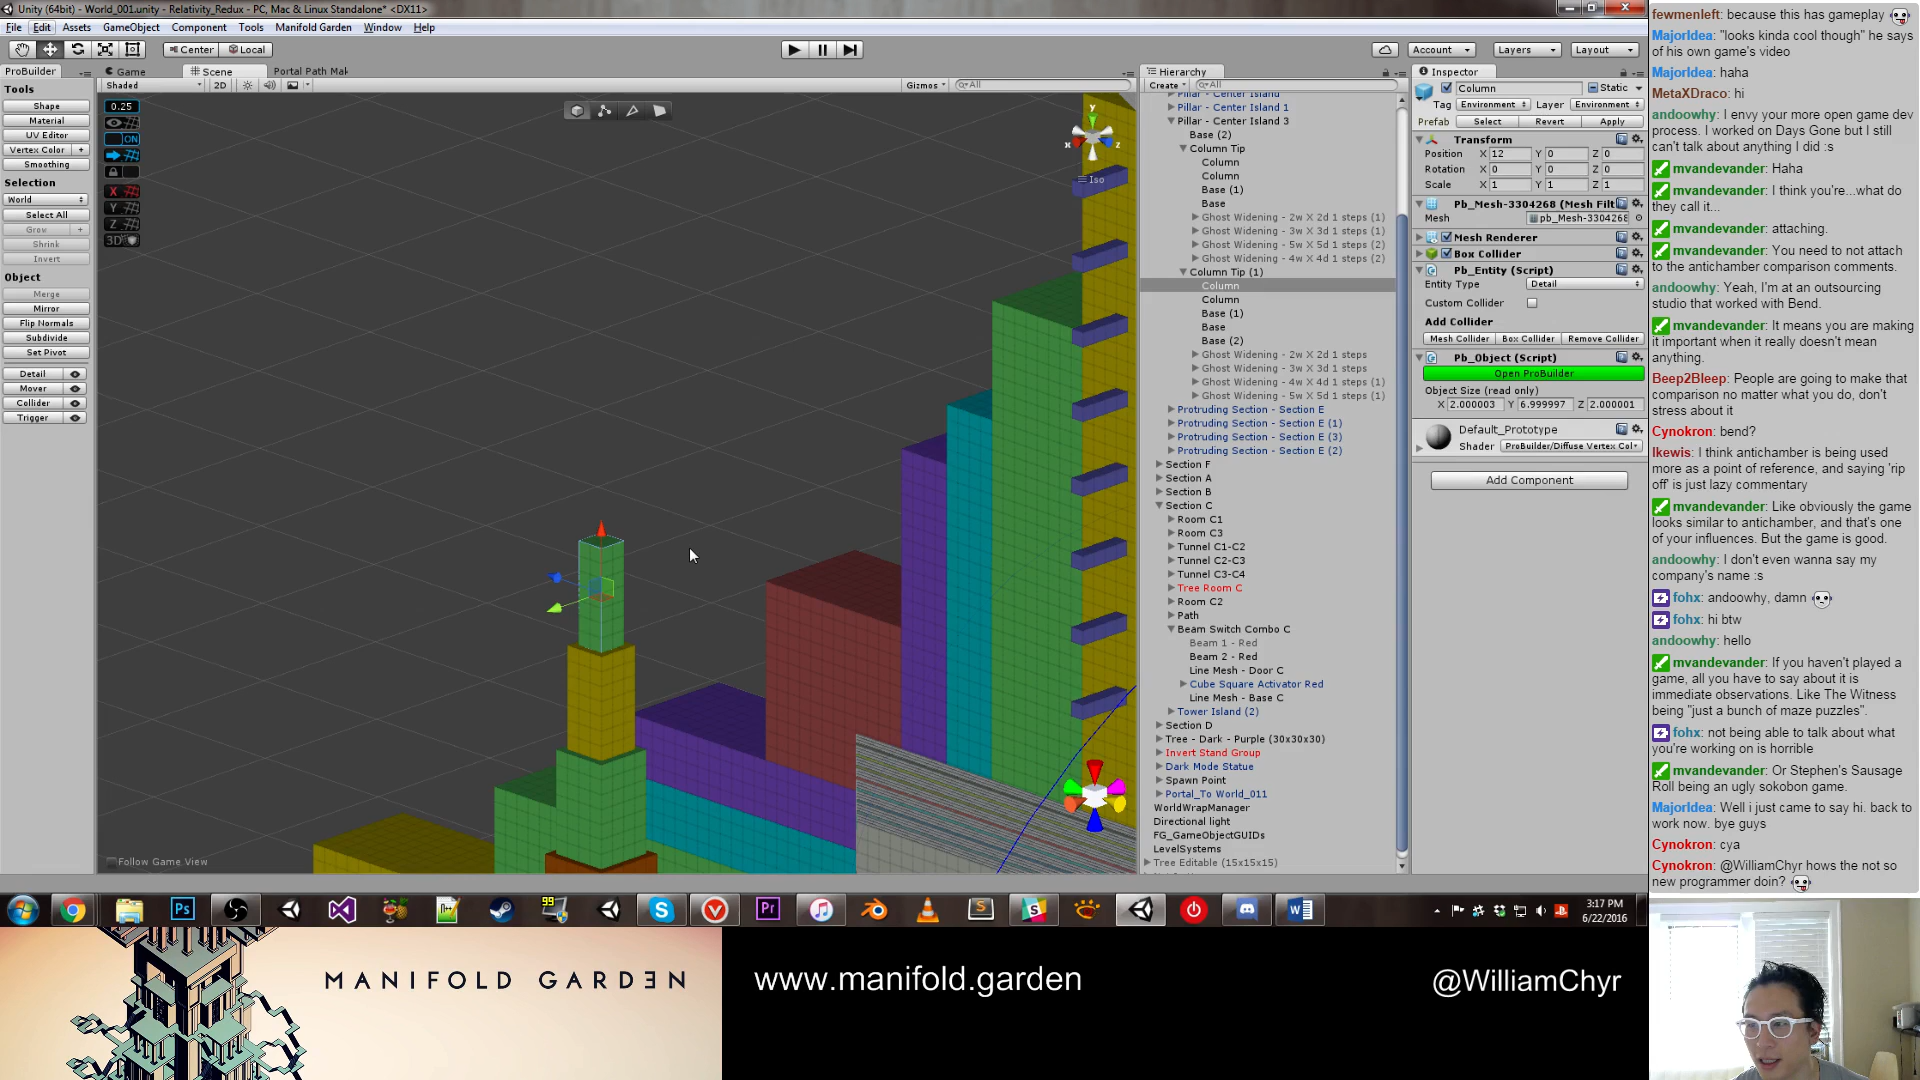 Unity (64bit) - World_001.unity - Relativity_Redux - PC, Mac & Linux Standalone* <DX11>
File Edit Assets GameObject Component Tools Manifold Garden Window Help
Center Local
Account Layers Layout
ProBuilder
Game Scene Portal Path Mak
Shaded 2D Gizmos All
Tools
Shape
Material
UV Editor
Vertex Color +
Smoothing
Selection
World
Select All
Grow +
Shrink
Invert
Object
Merge
Mirror
Flip Normals
Subdivide
Set Pivot
Detail
Mover
Collider
Trigger
0.25
ON
X
Y
Z
3D
y
x z
Iso
Follow Game View
Hierarchy
Create All
Pillar - Center Island
Pillar - Center Island 1
Pillar - Center Island 3
Base (2)
Column Tip
Column
Column
Base (1)
Base
Ghost Widening - 2w X 2d 1 steps (1)
Ghost Widening - 3w X 3d 1 steps (1)
Ghost Widening - 5w X 5d 1 steps (2)
Ghost Widening - 4w X 4d 1 steps (2)
Column Tip (1)
Column
Column
Base (1)
Base
Base (2)
Ghost Widening - 2w X 2d 1 steps
Ghost Widening - 3w X 3d 1 steps
Ghost Widening - 4w X 4d 1 steps (1)
Ghost Widening - 5w X 5d 1 steps (1)
Protruding Section - Section E
Protruding Section - Section E (1)
Protruding Section - Section E (3)
Protruding Section - Section E (2)
Section F
Section A
Section B
Section C
Room C1
Room C3
Tunnel C1-C2
Tunnel C2-C3
Tunnel C3-C4
Tree Room C
Room C2
Path
Beam Switch Combo C
Beam 1 - Red
Beam 2 - Red
Line Mesh - Door C
Cube Square Activator Red
Line Mesh - Base C
Tower Island (2)
Section D
Tree - Dark - Purple (30x30x30)
Invert Stand Group
Dark Mode Statue
Spawn Point
Portal_To World_011
WorldWrapManager
Directional light
FG_GameObjectGUIDs
LevelSystems
Tree Editable (15x15x15)
Inspector
Column Static
Tag Environment Layer Environment
Prefab Select Revert Apply
Transform
Position X 12 Y 0 Z 0
Rotation X 0 Y 0 Z 0
Scale X 1 Y 1 Z 1
Pb_Mesh-3304268 (Mesh Filt
Mesh pb_Mesh-3304268
Mesh Renderer
Box Collider
Pb_Entity (Script)
Entity Type Detail
Custom Collider
Add Collider
Mesh Collider Box Collider Remove Collider
Pb_Object (Script)
Open ProBuilder
Object Size (read only)
X 2.000003 Y 6.999997 Z 2.000001
Default_Prototype
Shader ProBuilder/Diffuse Vertex Col
Add Component
fewmenleft: because this has gameplay
MajorIdea: "looks kinda cool though" he says
of his own game's video
MajorIdea: haha
MetaXDraco: hi
andoowhy: I envy your more open game dev
process. I worked on Days Gone but I still
can't talk about anything I did :s
mvandevander: Haha
mvandevander: I think you're...what do
they call it...
mvandevander: attaching.
mvandevander: You need to not attach
to the antichamber comparison comments.
andoowhy: Yeah, I'm at an outsourcing
studio that worked with Bend.
mvandevander: It means you are making
it important when it really doesn't mean
anything.
Beep2Bleep: People are going to make that
comparison no matter what you do, don't
stress about it
Cynokron: bend?
Ikewis: I think antichamber is being used
more as a point of reference, and saying 'rip
off' is just lazy commentary
mvandevander: Like obviously the game
looks similar to antichamber, and that's one
of your influences. But the game is good.
andoowhy: I don't even wanna say my
company's name :s
fohx: andoowhy, damn
fohx: hi btw
andoowhy: hello
mvandevander: If you haven't played a
game, all you have to say about it is
immediate observations. Like The Witness
being "just a bunch of maze puzzles".
fohx: not being able to talk about what
you're working on is horrible
mvandevander: Or Stephen's Sausage
Roll being an ugly sokobon game.
MajorIdea: Well i just came to say hi. back to
work now. bye guys
Cynokron: cya
Cynokron: @WilliamChyr hows the not so
new programmer doin?
Ps
99
Pr
3:17 PM
6/22/2016
MANIFOLD GARDƎN
www.manifold.garden
@WilliamChyr